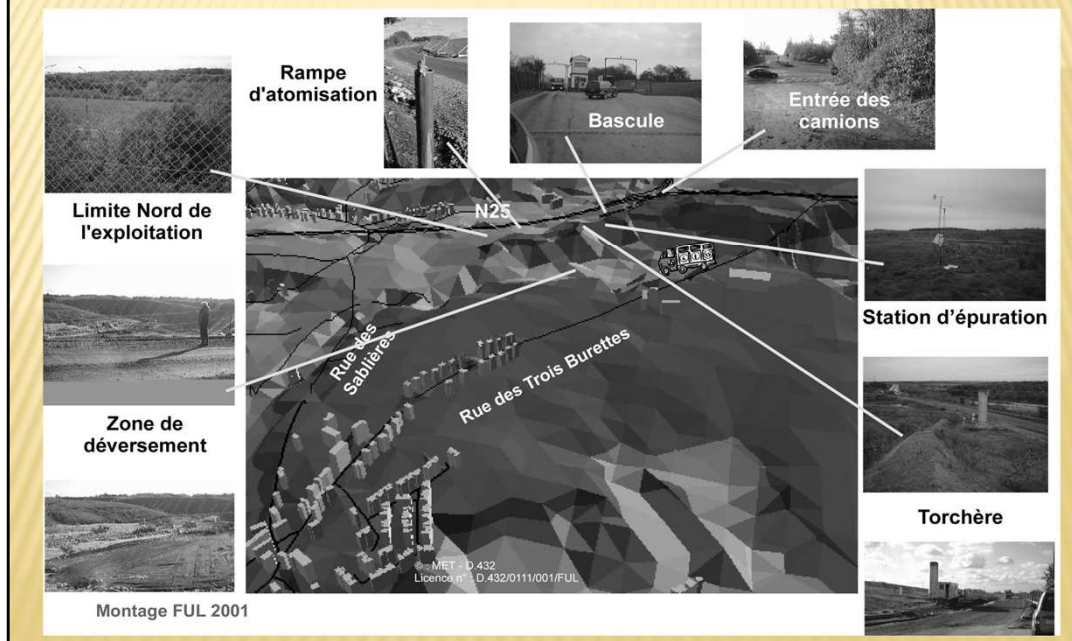 Rampe
d'atomisation
Bascule
Entrée des
camions
Limite Nord de
l'exploitation
N25
Station d'épuration
Rue des
Sablières
Rue des Trois Burettes
Zone de
déversement
Torchère
© : MET - D.432
Licence n° : D.432/0111/001/FUL
Montage FUL 2001